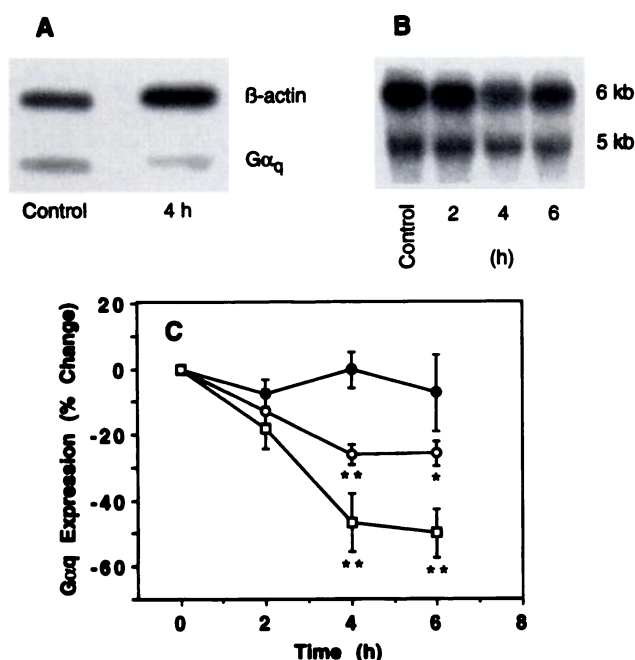 A
β-actin
Gαq
Control 4 h
B
6 kb
5 kb
Control 2 4 6
(h)
C
Gαq Expression (% Change)
20
0
-20
-40
-60
** *
** **
0 2 4 6 8
Time (h)